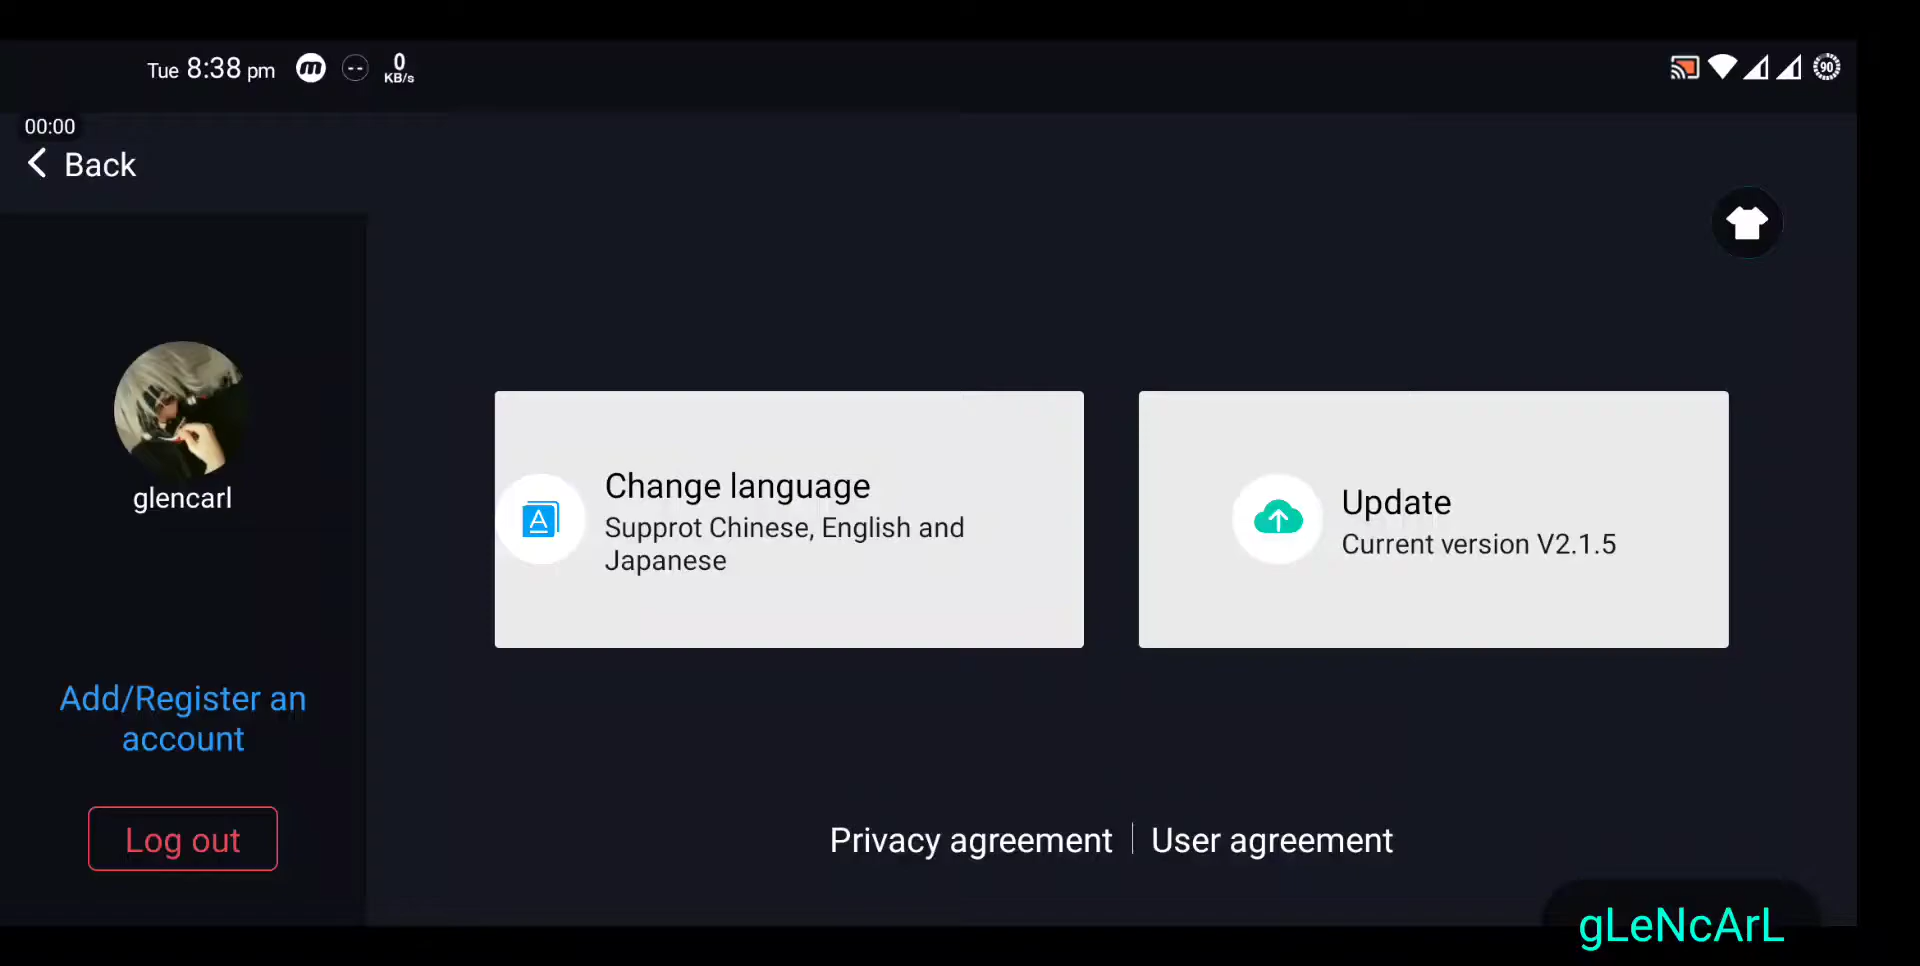 Tue 8:38 pm
0
KB/s
90
00:00
Back
glencarl
Add/Register an
account
Log out
Change language
Supprot Chinese, English and
Japanese
Update
Current version V2.1.5
Privacy agreement
User agreement
gLeNcArL